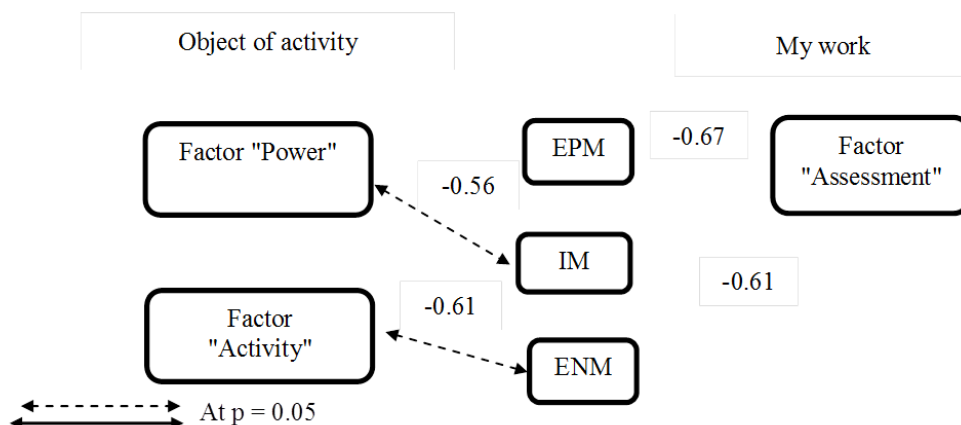 Object of activity
My work
Factor "Power"
EPM
-0.67
Factor
"Assessment"
-0.56
IM
-0.61
-0.61
Factor
"Activity"
ENM
At p = 0.05